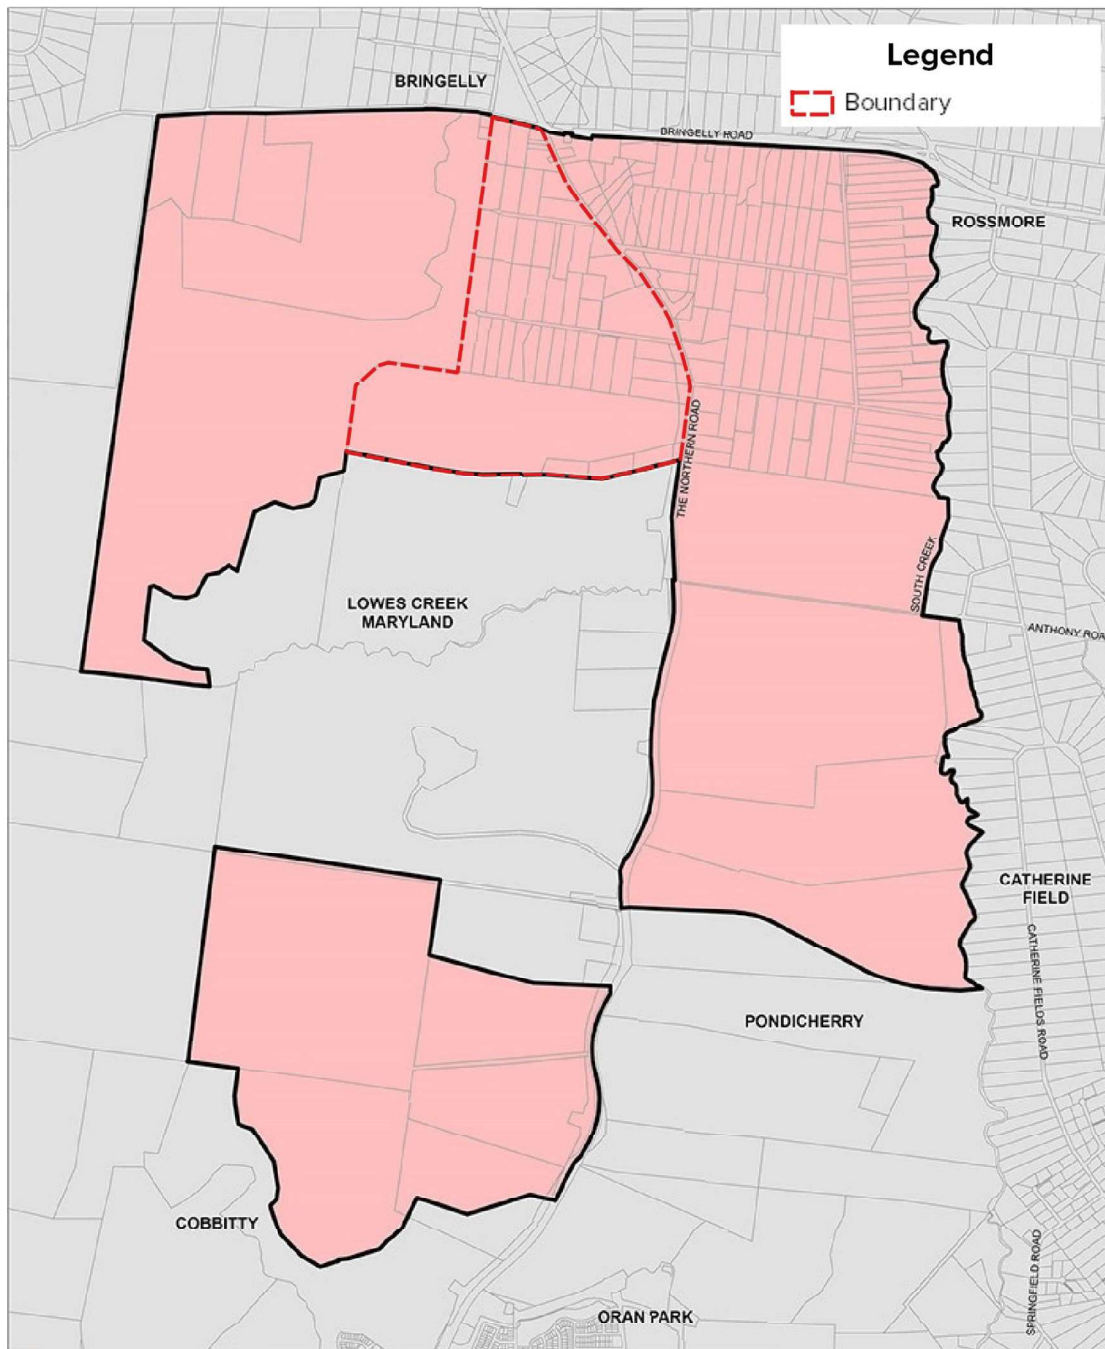 Legend
Boundary
BRINGELLY
BRINGELLY ROAD
ROSSMORE
THE NORTHERN ROAD
SOUTH CREEK
LOWES CREEK
MARYLAND
ANTHONY ROA
CATHERINE
FIELD
CATHERINE FIELDS ROAD
PONDICHERRY
COBBITTY
SPRINGFIELD ROAD
ORAN PARK